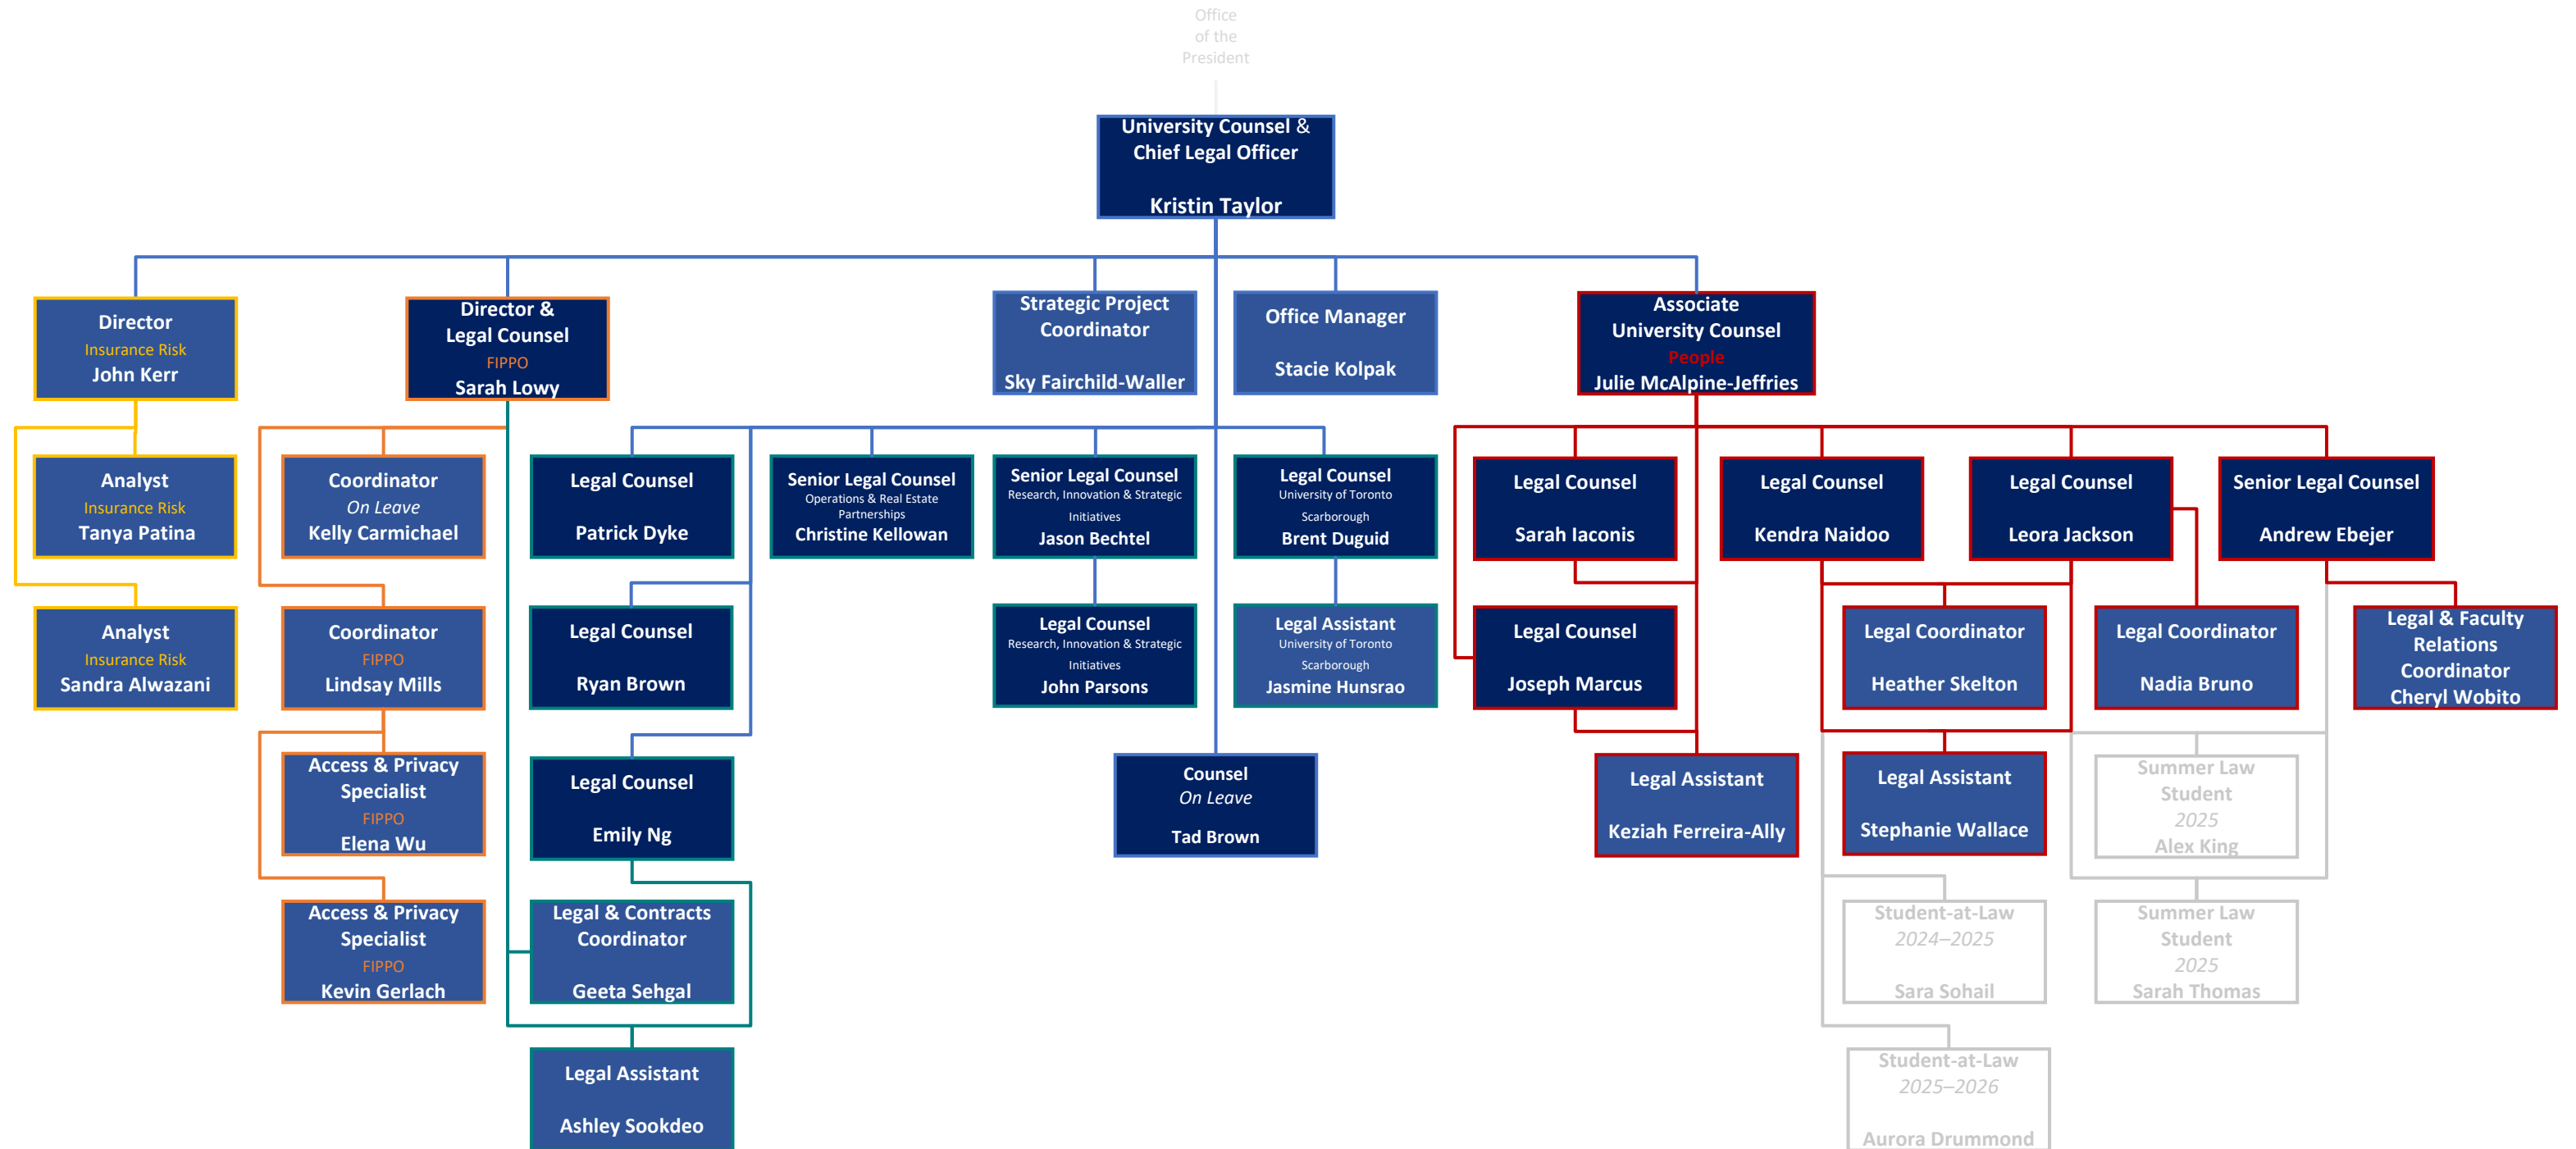 Office
of the
President
University Counsel &
Chief Legal Officer
Kristin Taylor
Director
Insurance Risk
John Kerr
Director &
Legal Counsel
FIPPO
Sarah Lowy
Strategic Project
Coordinator
Sky Fairchild-Waller
Office Manager
Stacie Kolpak
Associate
University Counsel
People
Julie McAlpine-Jeffries
Analyst
Insurance Risk
Tanya Patina
Coordinator
On Leave
Kelly Carmichael
Legal Counsel
Patrick Dyke
Senior Legal Counsel
Operations & Real Estate
Partnerships
Christine Kellowan
Senior Legal Counsel
Research, Innovation & Strategic
Initiatives
Jason Bechtel
Legal Counsel
University of Toronto
Scarborough
Brent Duguid
Legal Counsel
Sarah Iaconis
Legal Counsel
Kendra Naidoo
Legal Counsel
Leora Jackson
Senior Legal Counsel
Andrew Ebejer
Analyst
Insurance Risk
Sandra Alwazani
Coordinator
FIPPO
Lindsay Mills
Legal Counsel
Ryan Brown
Legal Counsel
Research, Innovation & Strategic
Initiatives
John Parsons
Legal Assistant
University of Toronto
Scarborough
Jasmine Hunsrao
Legal Counsel
Joseph Marcus
Legal Coordinator
Heather Skelton
Legal Coordinator
Nadia Bruno
Legal & Faculty
Relations
Coordinator
Cheryl Wobito
Access & Privacy
Specialist
FIPPO
Elena Wu
Legal Counsel
Emily Ng
Counsel
On Leave
Tad Brown
Legal Assistant
Keziah Ferreira-Ally
Legal Assistant
Stephanie Wallace
Summer Law
Student
2025
Alex King
Access & Privacy
Specialist
FIPPO
Kevin Gerlach
Legal & Contracts
Coordinator
Geeta Sehgal
Student-at-Law
2024–2025
Sara Sohail
Summer Law
Student
2025
Sarah Thomas
Legal Assistant
Ashley Sookdeo
Student-at-Law
2025–2026
Aurora Drummond